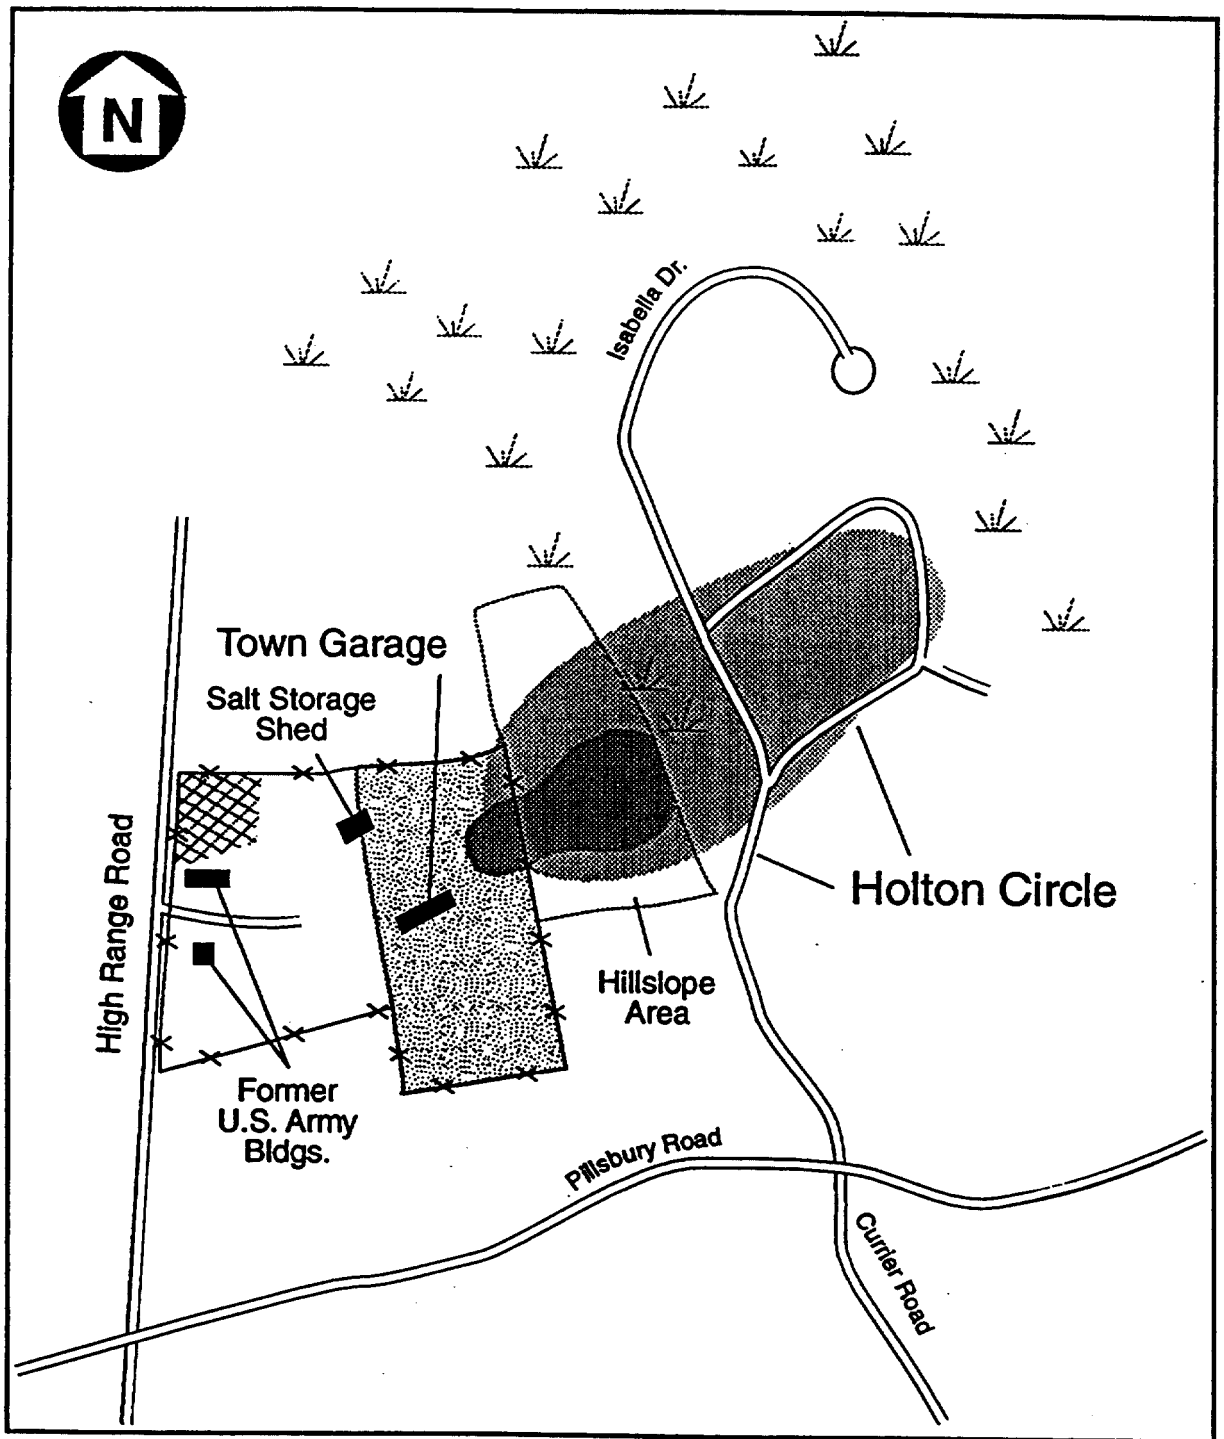 N
Isabella Dr.
Town Garage
Salt Storage
Shed
High Range Road
Holton Circle
Hillslope
Area
Former
U.S. Army
Bldgs.
Pillsbury Road
Currier Road